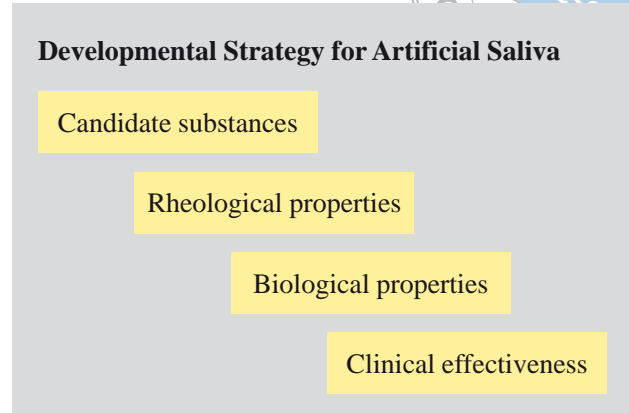 Developmental Strategy for Artificial Saliva
Candidate substances
Rheological properties
Biological properties
Clinical effectiveness